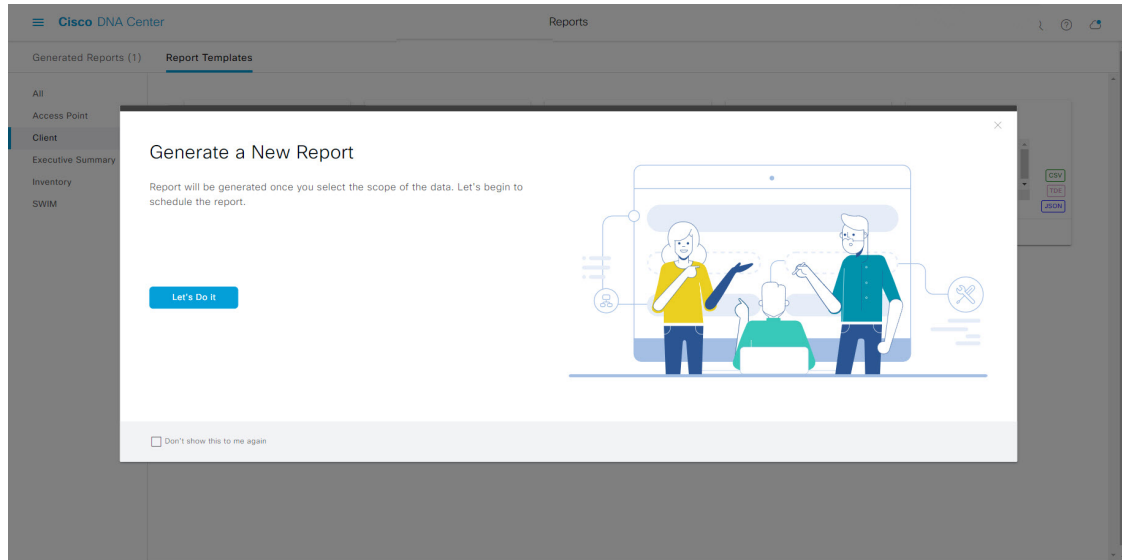 Cisco DNA Center
Reports
Generated Reports (1)
Report Templates
All
Access Point
Client
Executive Summary
Inventory
SWIM
Generate a New Report
Report will be generated once you select the scope of the data. Let's begin to
schedule the report.
Let's Do It
Don't show this to me again
CSV
TDE
JSON